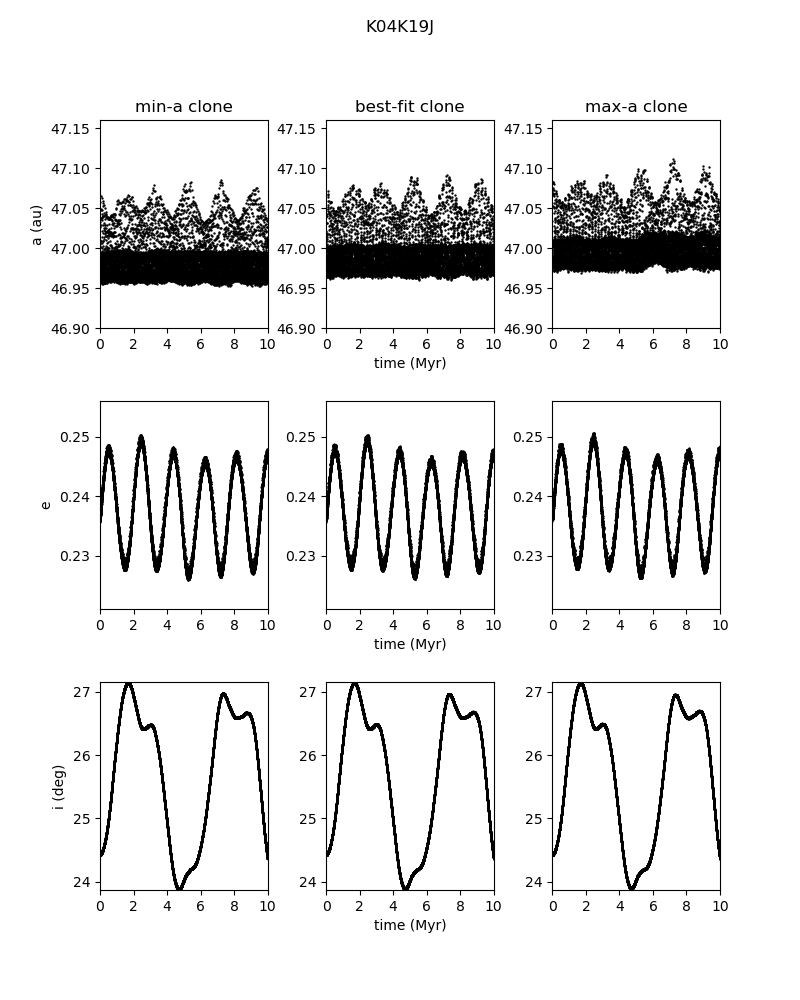 K04K19J
min-a clone best-fit clone max-a clone
47.15 47.15 47.15
47.10 47.10 47.10
47.05 47.05 47.05
a (au)
47.00 47.00 47.00
46.95 46.95 46.95
46.90 46.90 46.90
0 2 4 6 8 10 0 2 4 6 8 10 0 2 4 6 8 10
time (Myr)
0.25 0.25 0.25
0.24 0.24 0.24
e
0.23 0.23 0.23
0 2 4 6 8 10 0 2 4 6 8 10 0 2 4 6 8 10
time (Myr)
27 27 27
26 26 26
i (deg)
25 25 25
24 24 24
0 2 4 6 8 10 0 2 4 6 8 10 0 2 4 6 8 10
time (Myr)